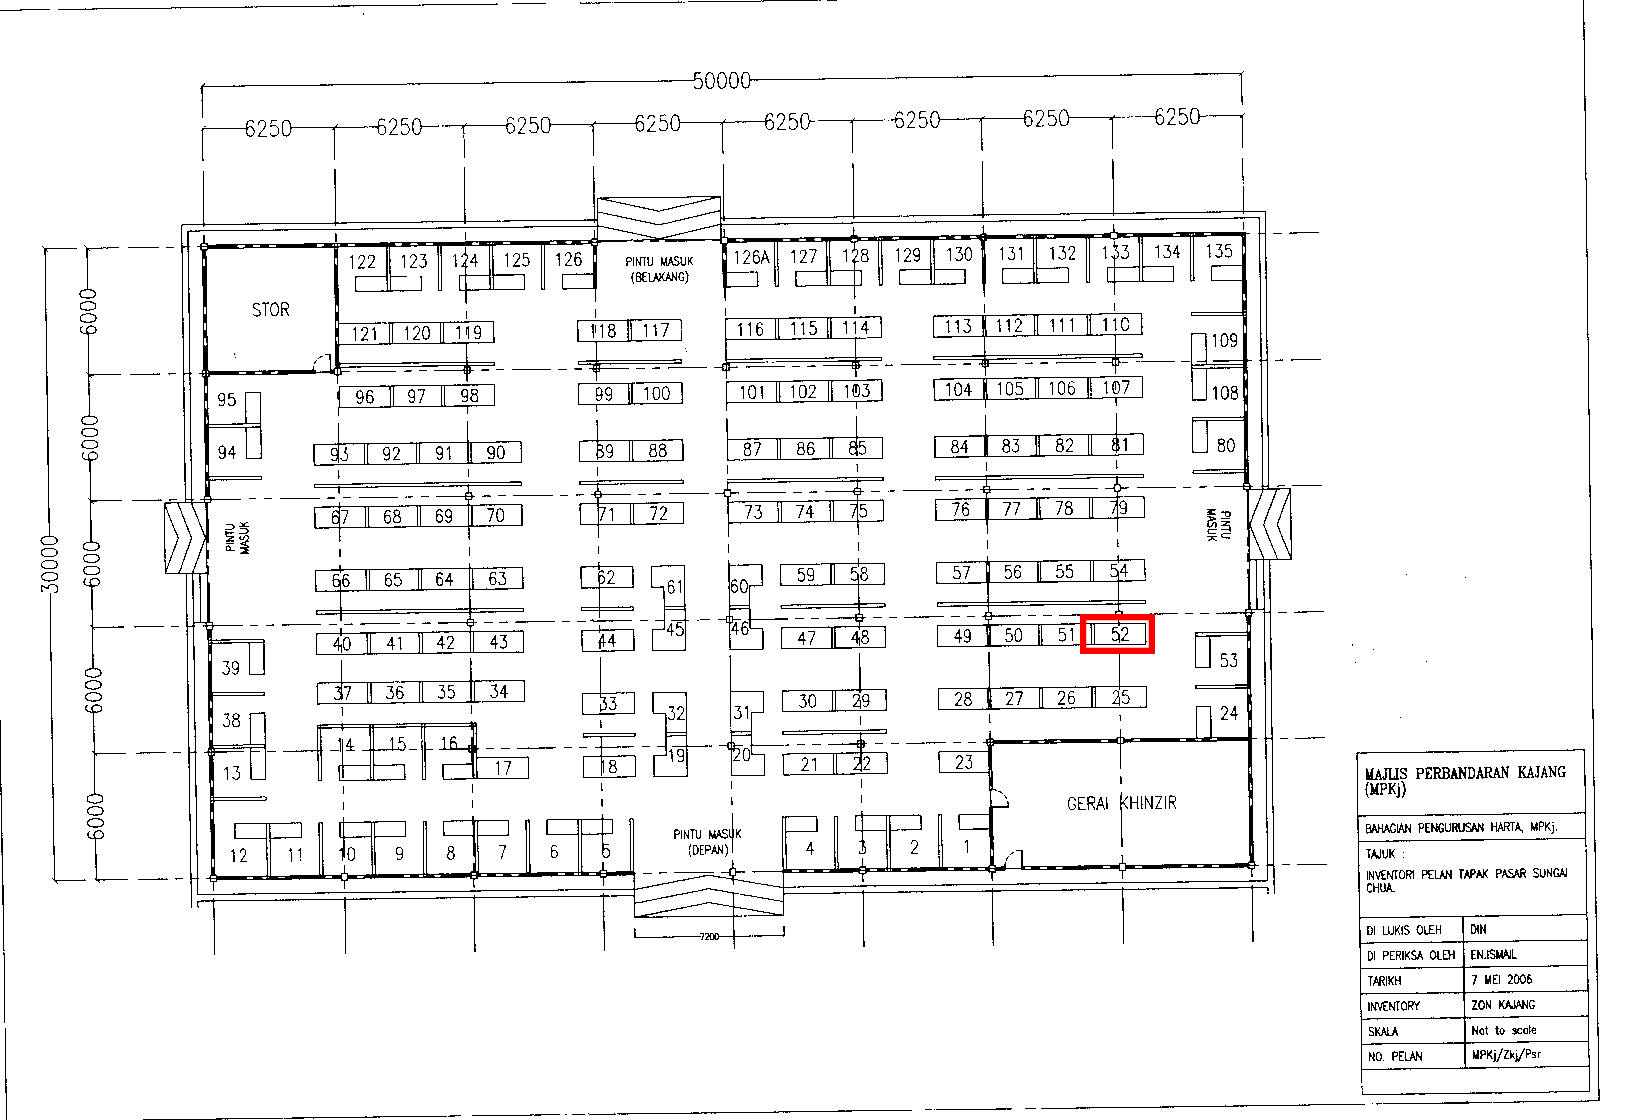 50000
6250 6250 6250 6250 6250 6250 6250 6250
122 123 124 125 126
PINTU MASUK
(BELAKANG)
126A 127 128 129 130 131 132 133 134 135
6000
STOR
121 120 119 118 117 116 115 114 113 112 111 110
109
96 97 98 99 100 101 102 103 104 105 106 107
108
95
6000
94
93 92 91 90 89 88 87 86 85 84 83 82 81
80
67 68 69 70 71 72 73 74 75 76 77 78 79
PINTU
MASUK
PINTU
MASUK
30000
6000
66 65 64 63 62 61 60 59 58 57 56 55 54
40 41 42 43 44 45 46 47 48 49 50 51 52
39
53
6000
37 36 35 34 33 32 31 30 29 28 27 26 25
38
24
14 15 16 17 18 19 20 21 22 23
13
6000
GERAI KHINZIR
PINTU MASUK
(DEPAN)
12 11 10 9 8 7 6 5 4 3 2 1
7200
MAJLIS PERBANDARAN KAJANG
(MPKj)
BAHAGIAN PENGURUSAN HARTA, MPKj.
TAJUK :
INVENTORI PELAN TAPAK PASAR SUNGAI
CHUA.
DI LUKIS OLEH DIN
DI PERIKSA OLEH EN.ISMAIL
TARIKH 7 MEI 2006
INVENTORY ZON KAJANG
SKALA Not to scale
NO. PELAN MPKj/Zkj/Psr